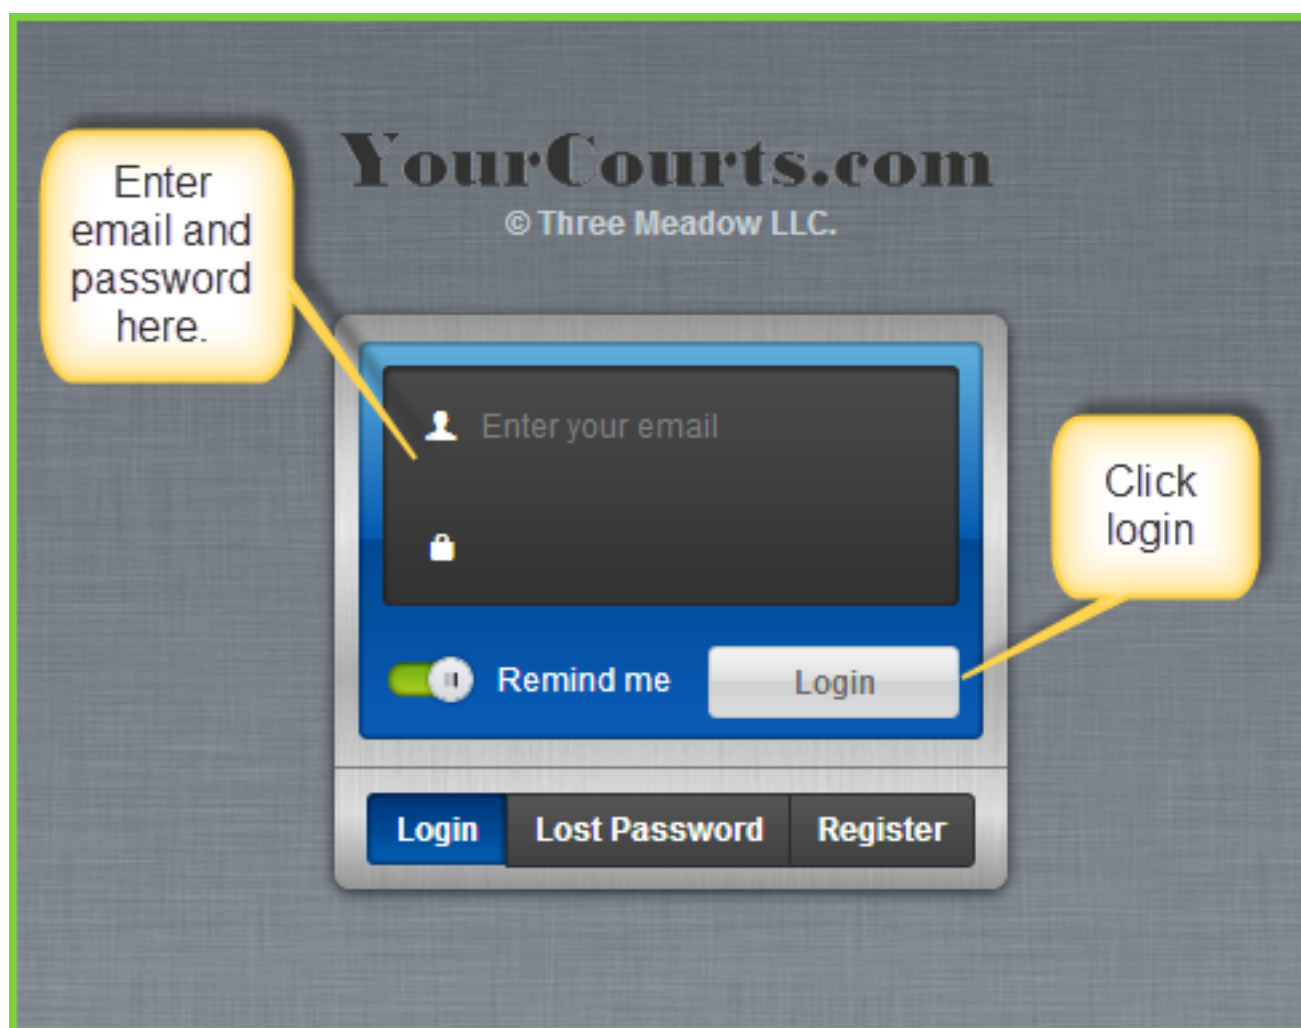 YourCourts.com
© Three Meadow LLC.
Enter
email and
password
here.
Enter your email
Click
login
Remind me
Login
Login
Lost Password
Register